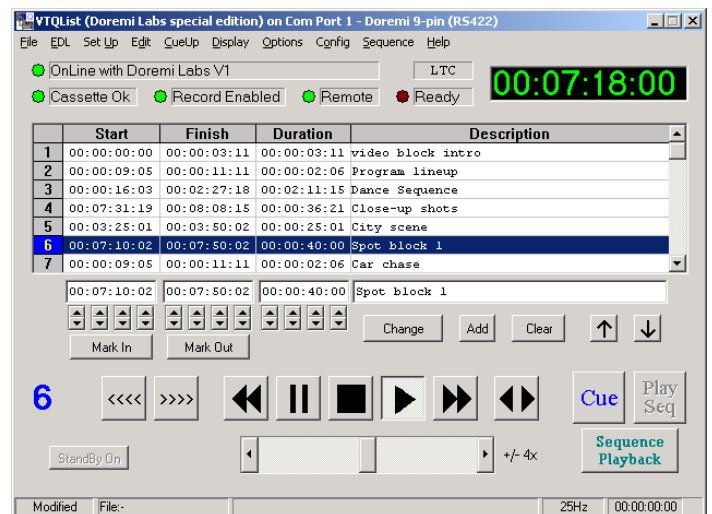 VTQList (Doremi Labs special edition) on Com Port 1 - Doremi 9-pin (RS422)
File EDL Set Up Edit CueUp Display Options Config Sequence Help
OnLine with Doremi Labs V1 LTC 00:07:18:00
Cassette Ok Record Enabled Remote Ready
Start Finish Duration Description
1 00:00:00:00 00:00:03:11 00:00:03:11 video block intro
2 00:00:09:05 00:00:11:11 00:00:02:06 Program lineup
3 00:00:16:03 00:02:27:18 00:02:11:15 Dance Sequence
4 00:07:31:19 00:08:08:15 00:00:36:21 Close-up shots
5 00:03:25:01 00:03:50:02 00:00:25:01 City scene
6 00:07:10:02 00:07:50:02 00:00:40:00 Spot block 1
7 00:00:09:05 00:00:11:11 00:00:02:06 Car chase
00:07:10:02 00:07:50:02 00:00:40:00 Spot block 1
Change Add Clear
Mark In Mark Out
6 <<<< >>>> Cue Play Seq
StandBy On +/- 4x Sequence Playback
Modified File:- 25Hz 00:00:00:00